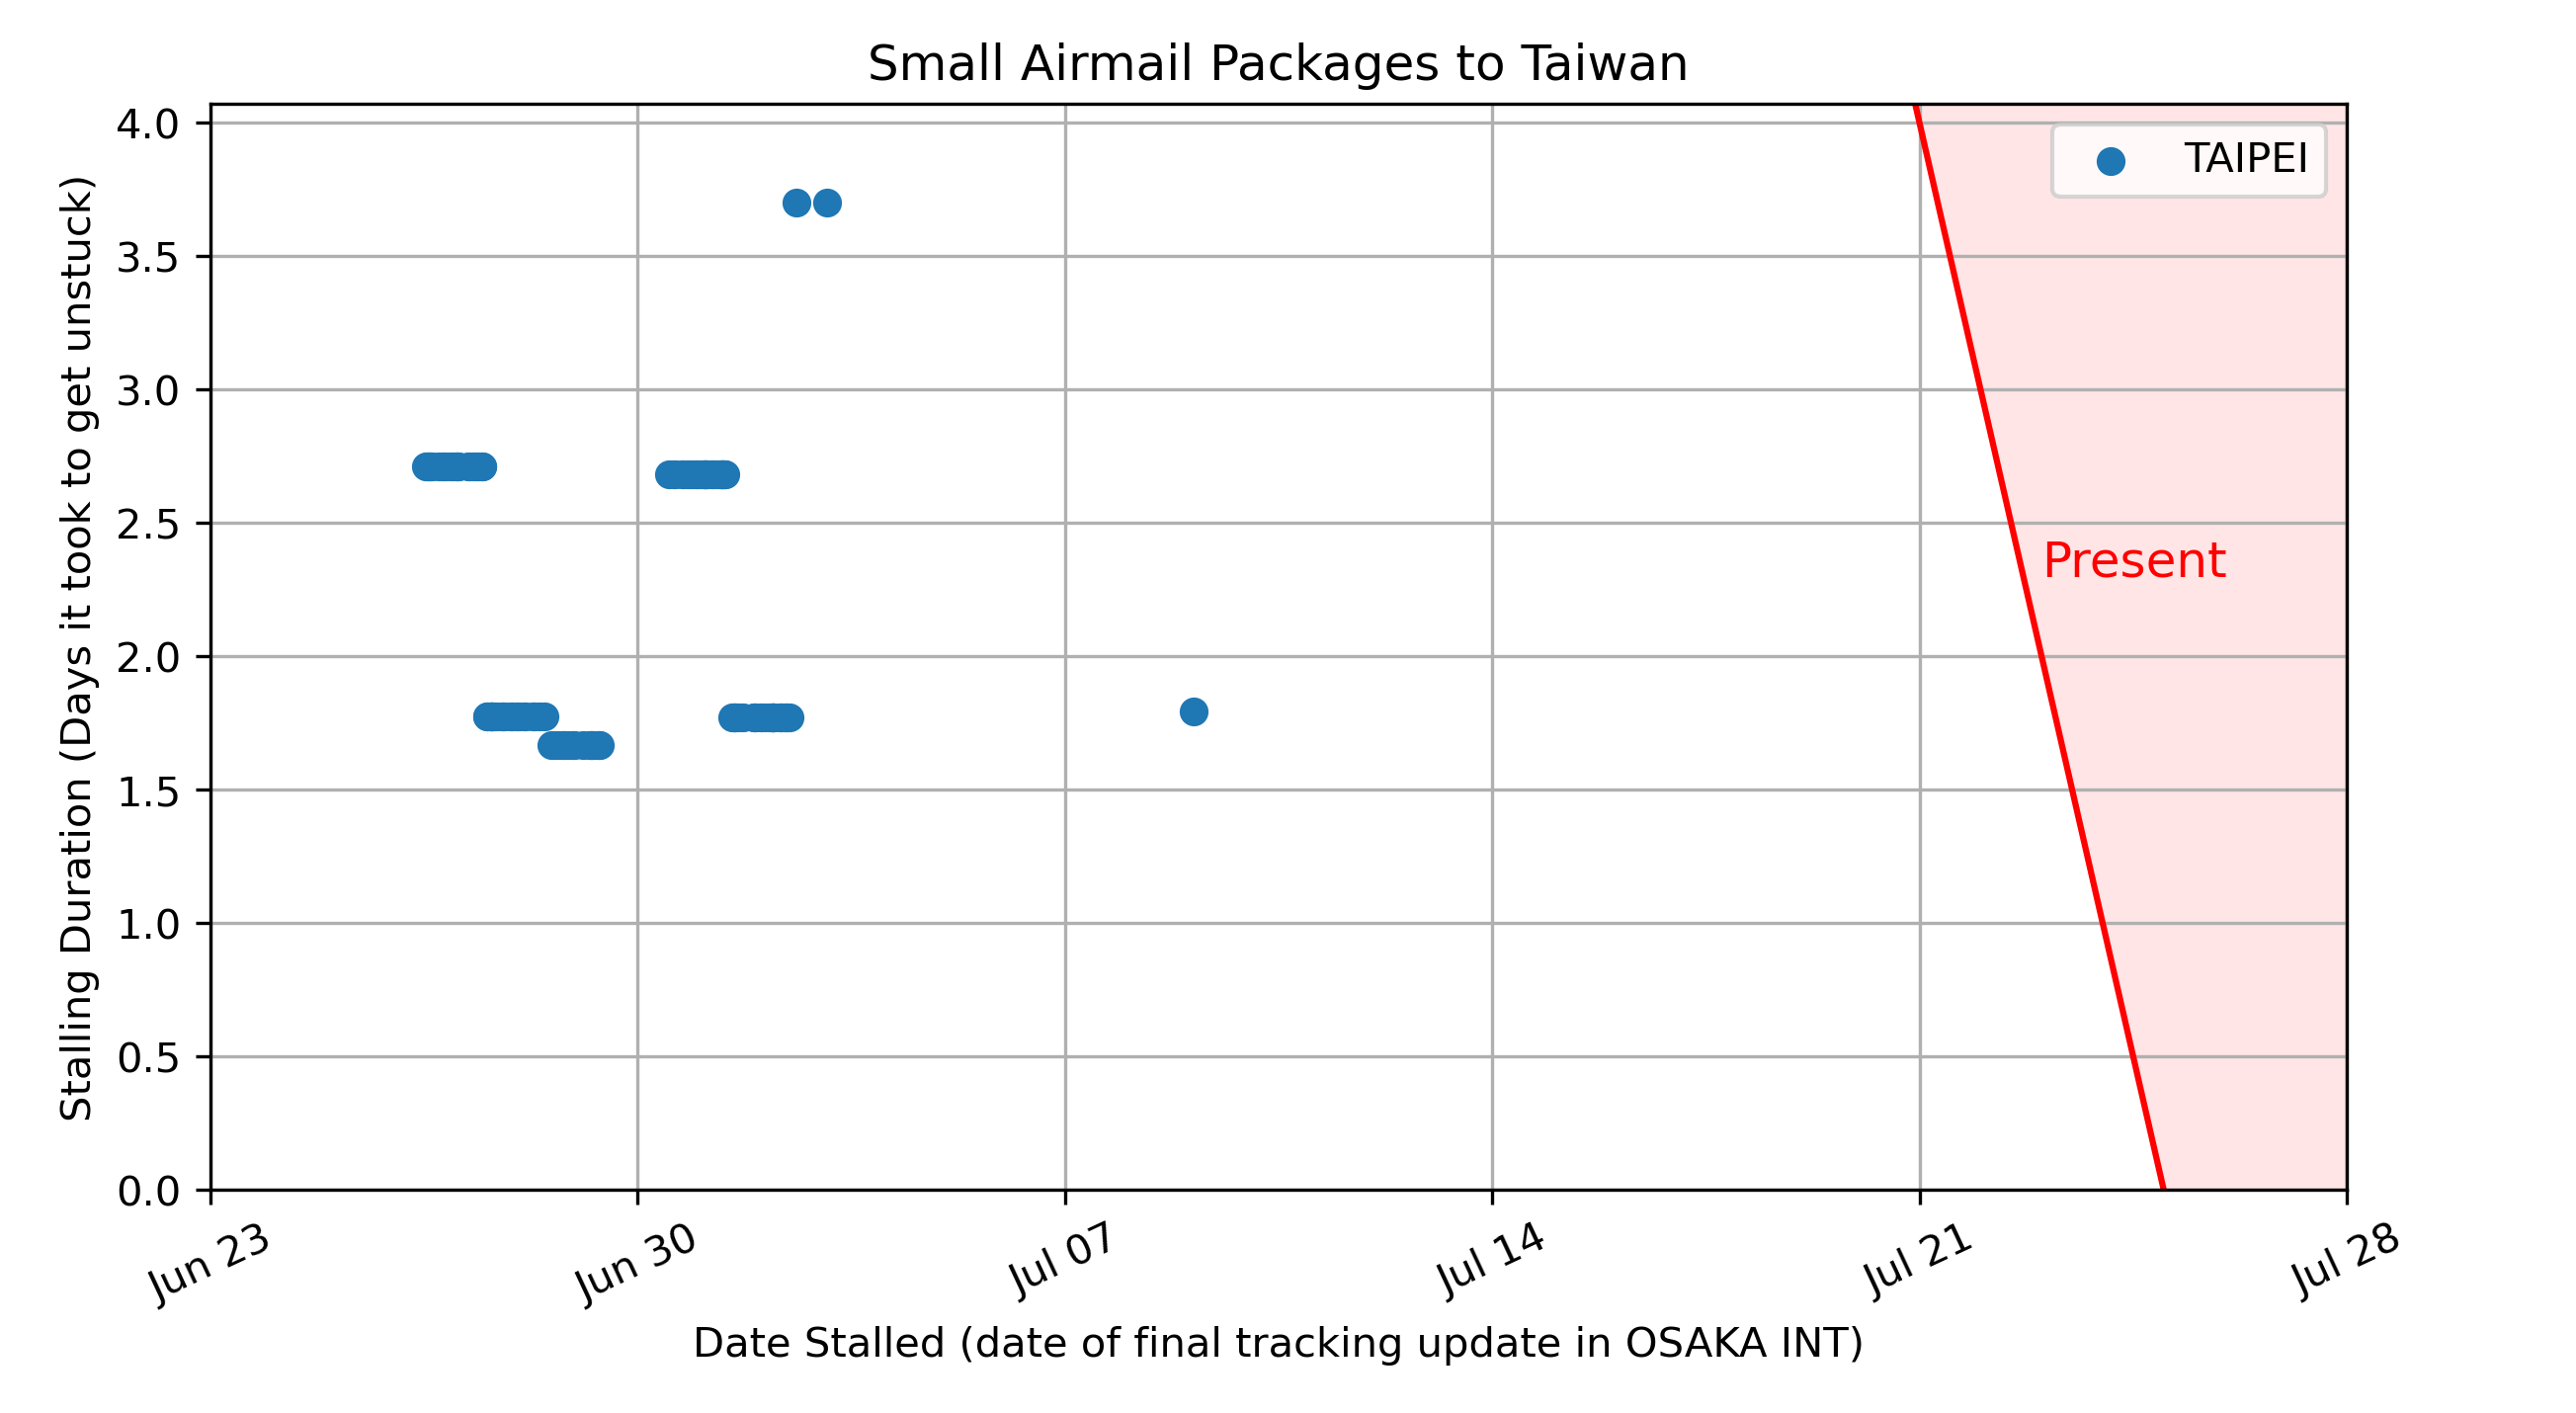 Small Airmail Packages to Taiwan
Stalling Duration (Days it took to get unstuck)
4.0
3.5
3.0
2.5
2.0
1.5
1.0
0.5
0.0
TAIPEI
Present
Jun 23
Jun 30
Jul 07
Jul 14
Jul 21
Jul 28
Date Stalled (date of final tracking update in OSAKA INT)